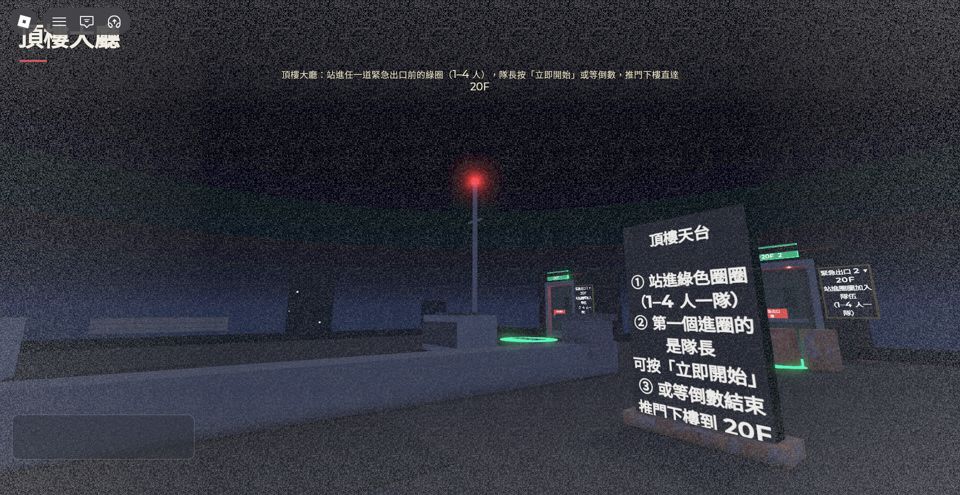 頂樓大廳
頂樓大廳：站進任一道緊急出口前的綠圈（1–4 人），隊長按「立即開始」或等倒數，推門下樓直達
20F
頂樓天台
① 站進綠色圈圈
（1–4 人一隊）
② 第一個進圈的
是隊長
可按「立即開始」
③ 或等倒數結束
推門下樓到 20F
20F 2
緊急出口 2
20F
站進圈圈加入
隊伍
（1–4 人一
隊）